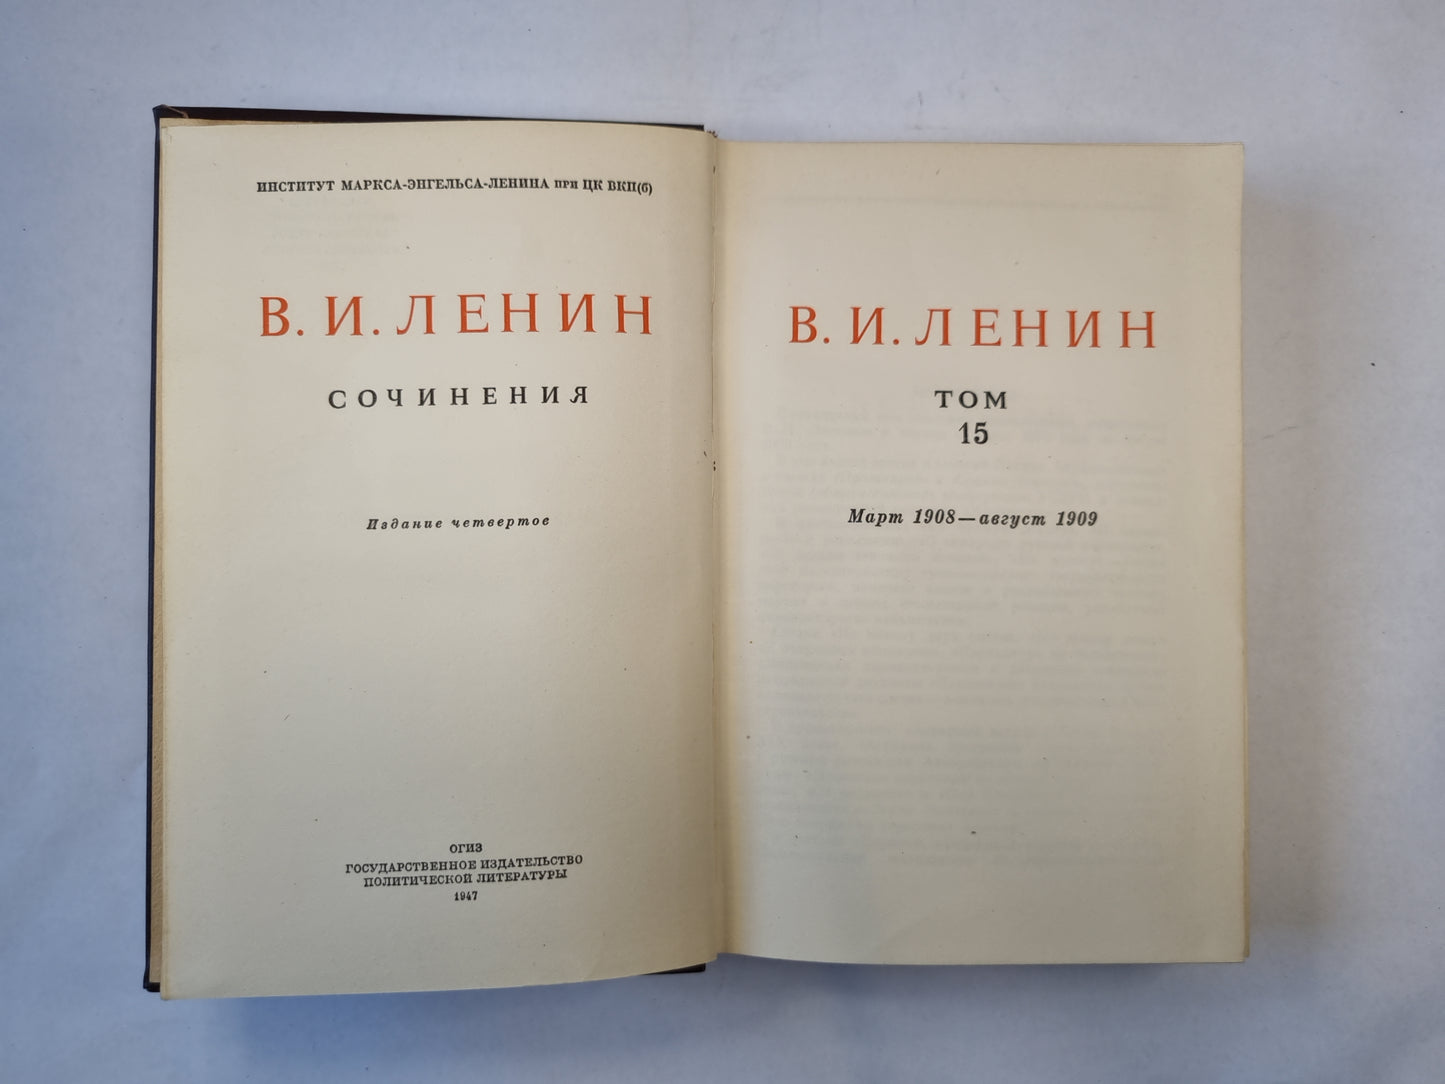 ИНСТИТУТ МАРКСА-ЭНГЕЛЬСА-ЛЕНИНА при ЦК ВКП(б)
В. И. ЛЕНИН
СОЧИНЕНИЯ
Издание четвертое
ОГИЗ
ГОСУДАРСТВЕННОЕ ИЗДАТЕЛЬСТВО
ПОЛИТИЧЕСКОЙ ЛИТЕРАТУРЫ
1947
В. И. ЛЕНИН
ТОМ
15
Март 1908—август 1909